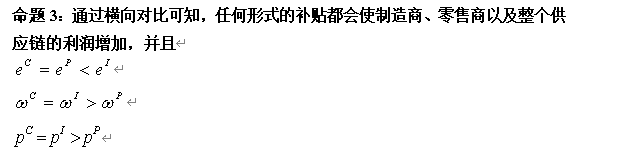 命题 3：通过横向对比可知，任何形式的补贴都会使制造商、零售商以及整个供
应链的利润增加，并且↵
e^C = e^P < e^I ↵
ω^C = ω^I > ω^P ↵
p^C = p^I > p^P ↵